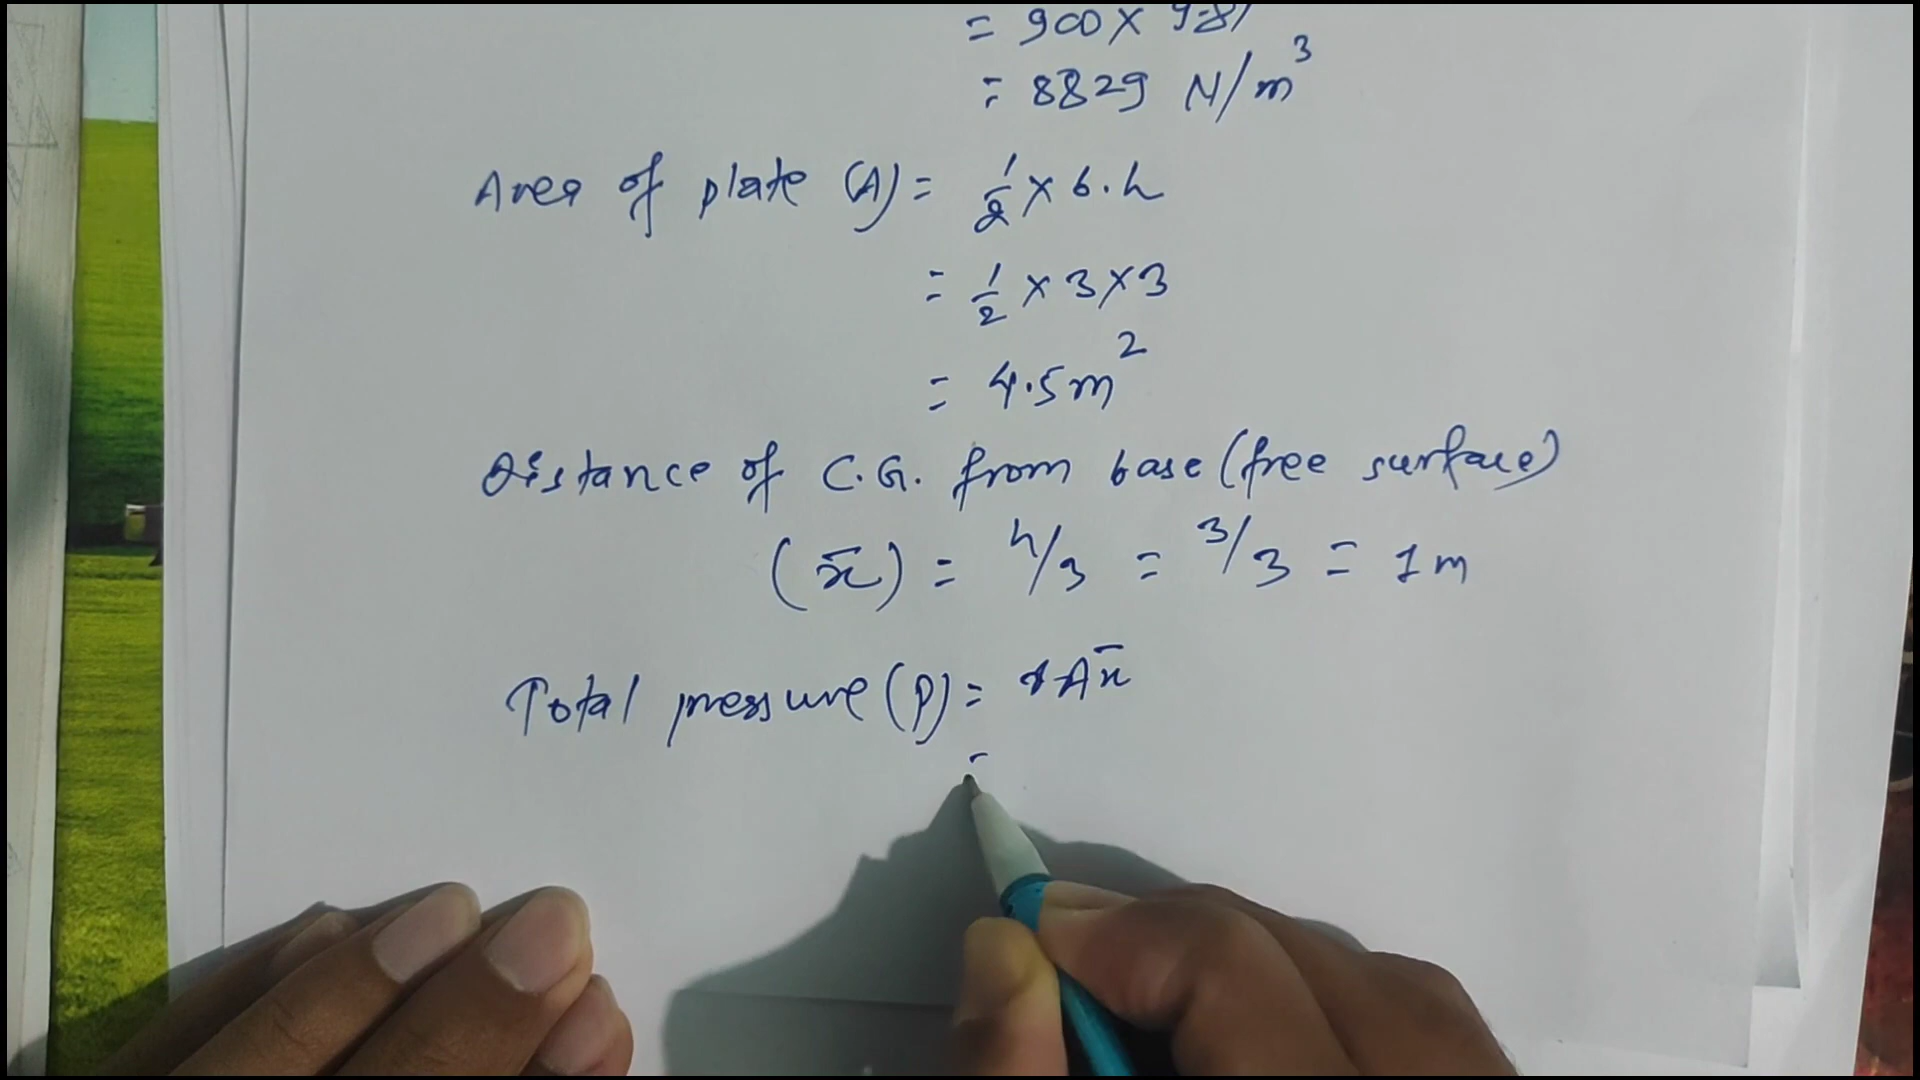 = 900 × 9.81
= 8829 N/m³
Area of plate (A) = 1/2 × b.h
= 1/2 × 3 × 3
= 4.5 m²
Distance of C.G. from base (free surface)
(x̄) = h/3 = 3/3 = 1 m
Total pressure (P) = γAx̄
=